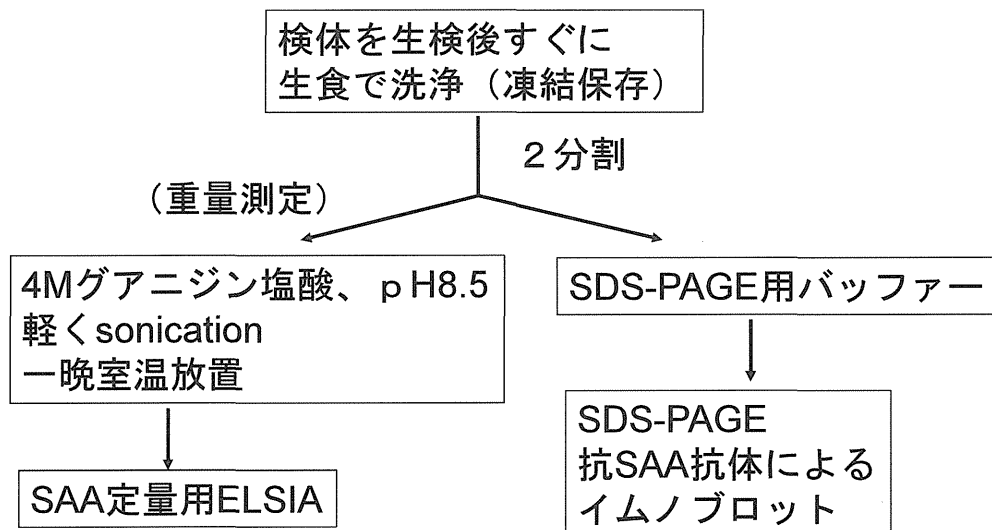 検体を生検後すぐに
生食で洗浄（凍結保存）
２分割
（重量測定）
4Mグアニジン塩酸、ｐH8.5
軽くsonication
一晩室温放置
SAA定量用ELSIA
SDS-PAGE用バッファー
SDS-PAGE
抗SAA抗体による
イムノブロット